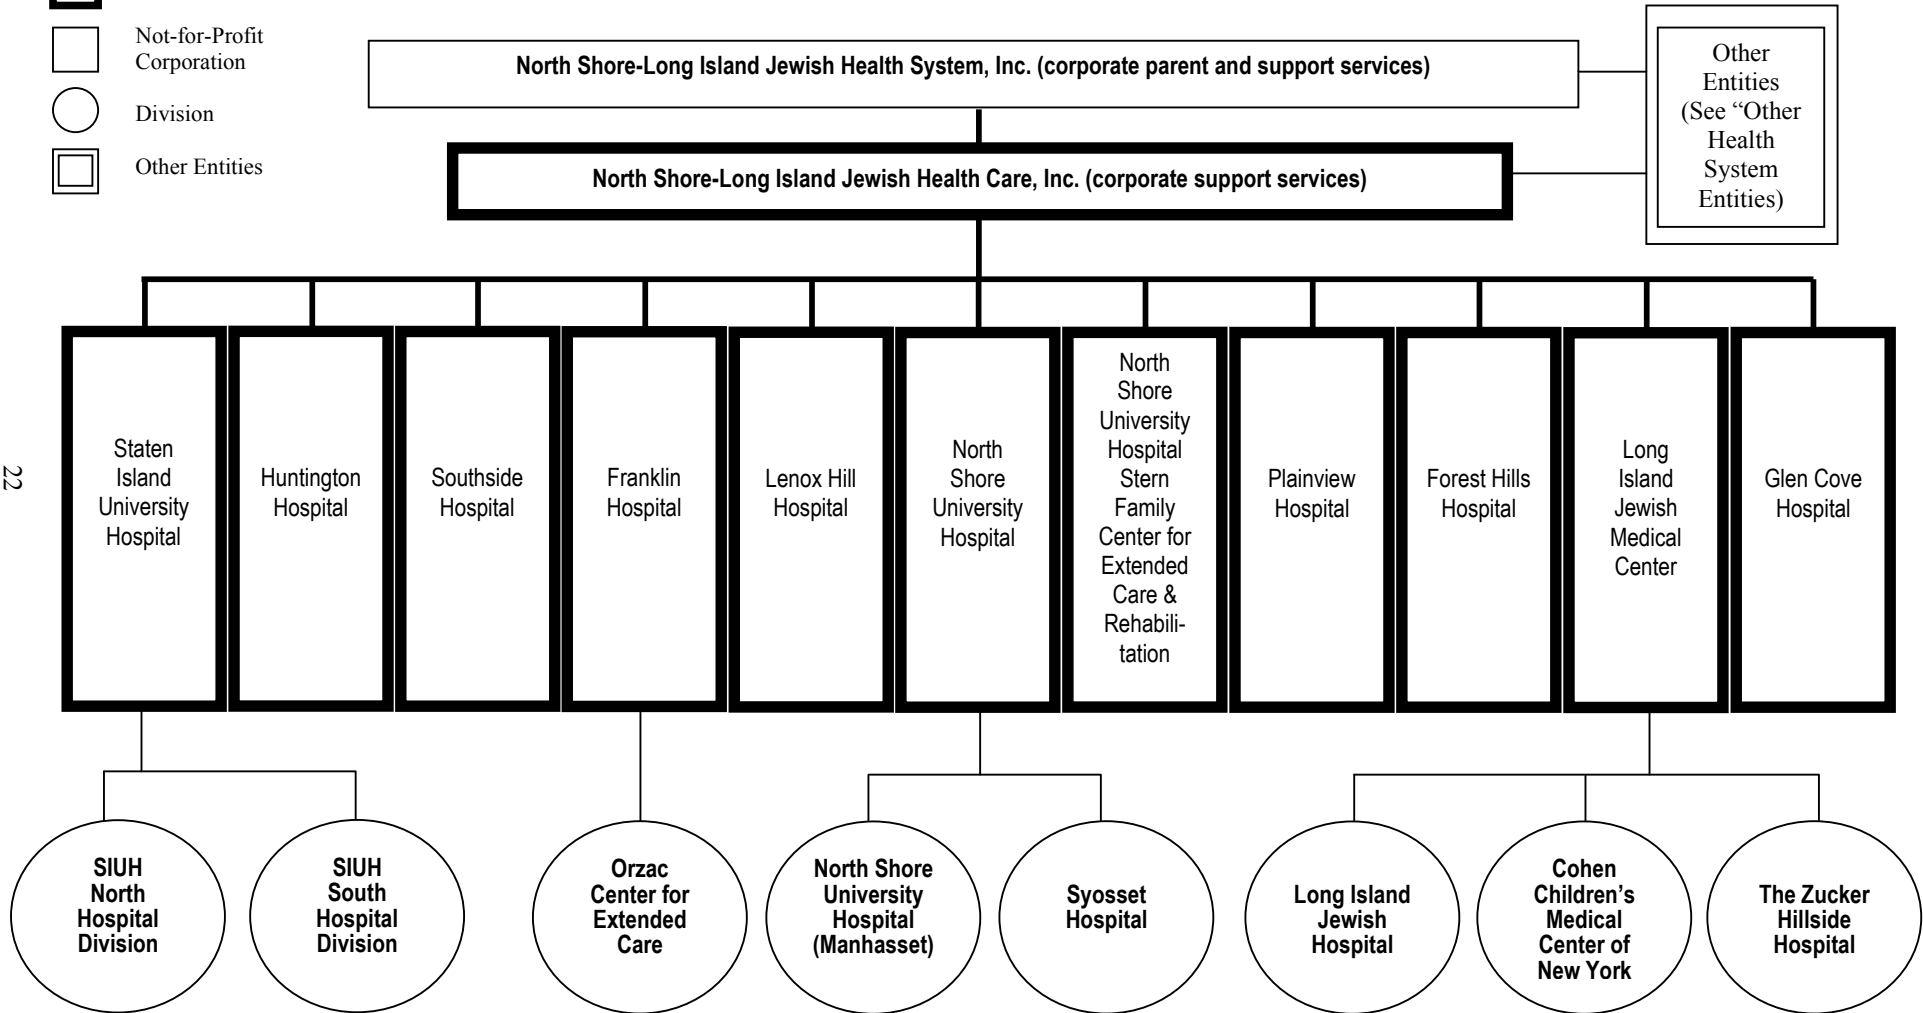 Not-for-Profit
Corporation
Division
Other Entities
North Shore-Long Island Jewish Health System, Inc. (corporate parent and support services)
Other
Entities
(See “Other
Health
System
Entities)
North Shore-Long Island Jewish Health Care, Inc. (corporate support services)
Staten
Island
University
Hospital
Huntington
Hospital
Southside
Hospital
Franklin
Hospital
Lenox Hill
Hospital
North
Shore
University
Hospital
North
Shore
University
Hospital
Stern
Family
Center for
Extended
Care &
Rehabili-
tation
Plainview
Hospital
Forest Hills
Hospital
Long
Island
Jewish
Medical
Center
Glen Cove
Hospital
22
SIUH
North
Hospital
Division
SIUH
South
Hospital
Division
Orzac
Center for
Extended
Care
North Shore
University
Hospital
(Manhasset)
Syosset
Hospital
Long Island
Jewish
Hospital
Cohen
Children’s
Medical
Center of
New York
The Zucker
Hillside
Hospital